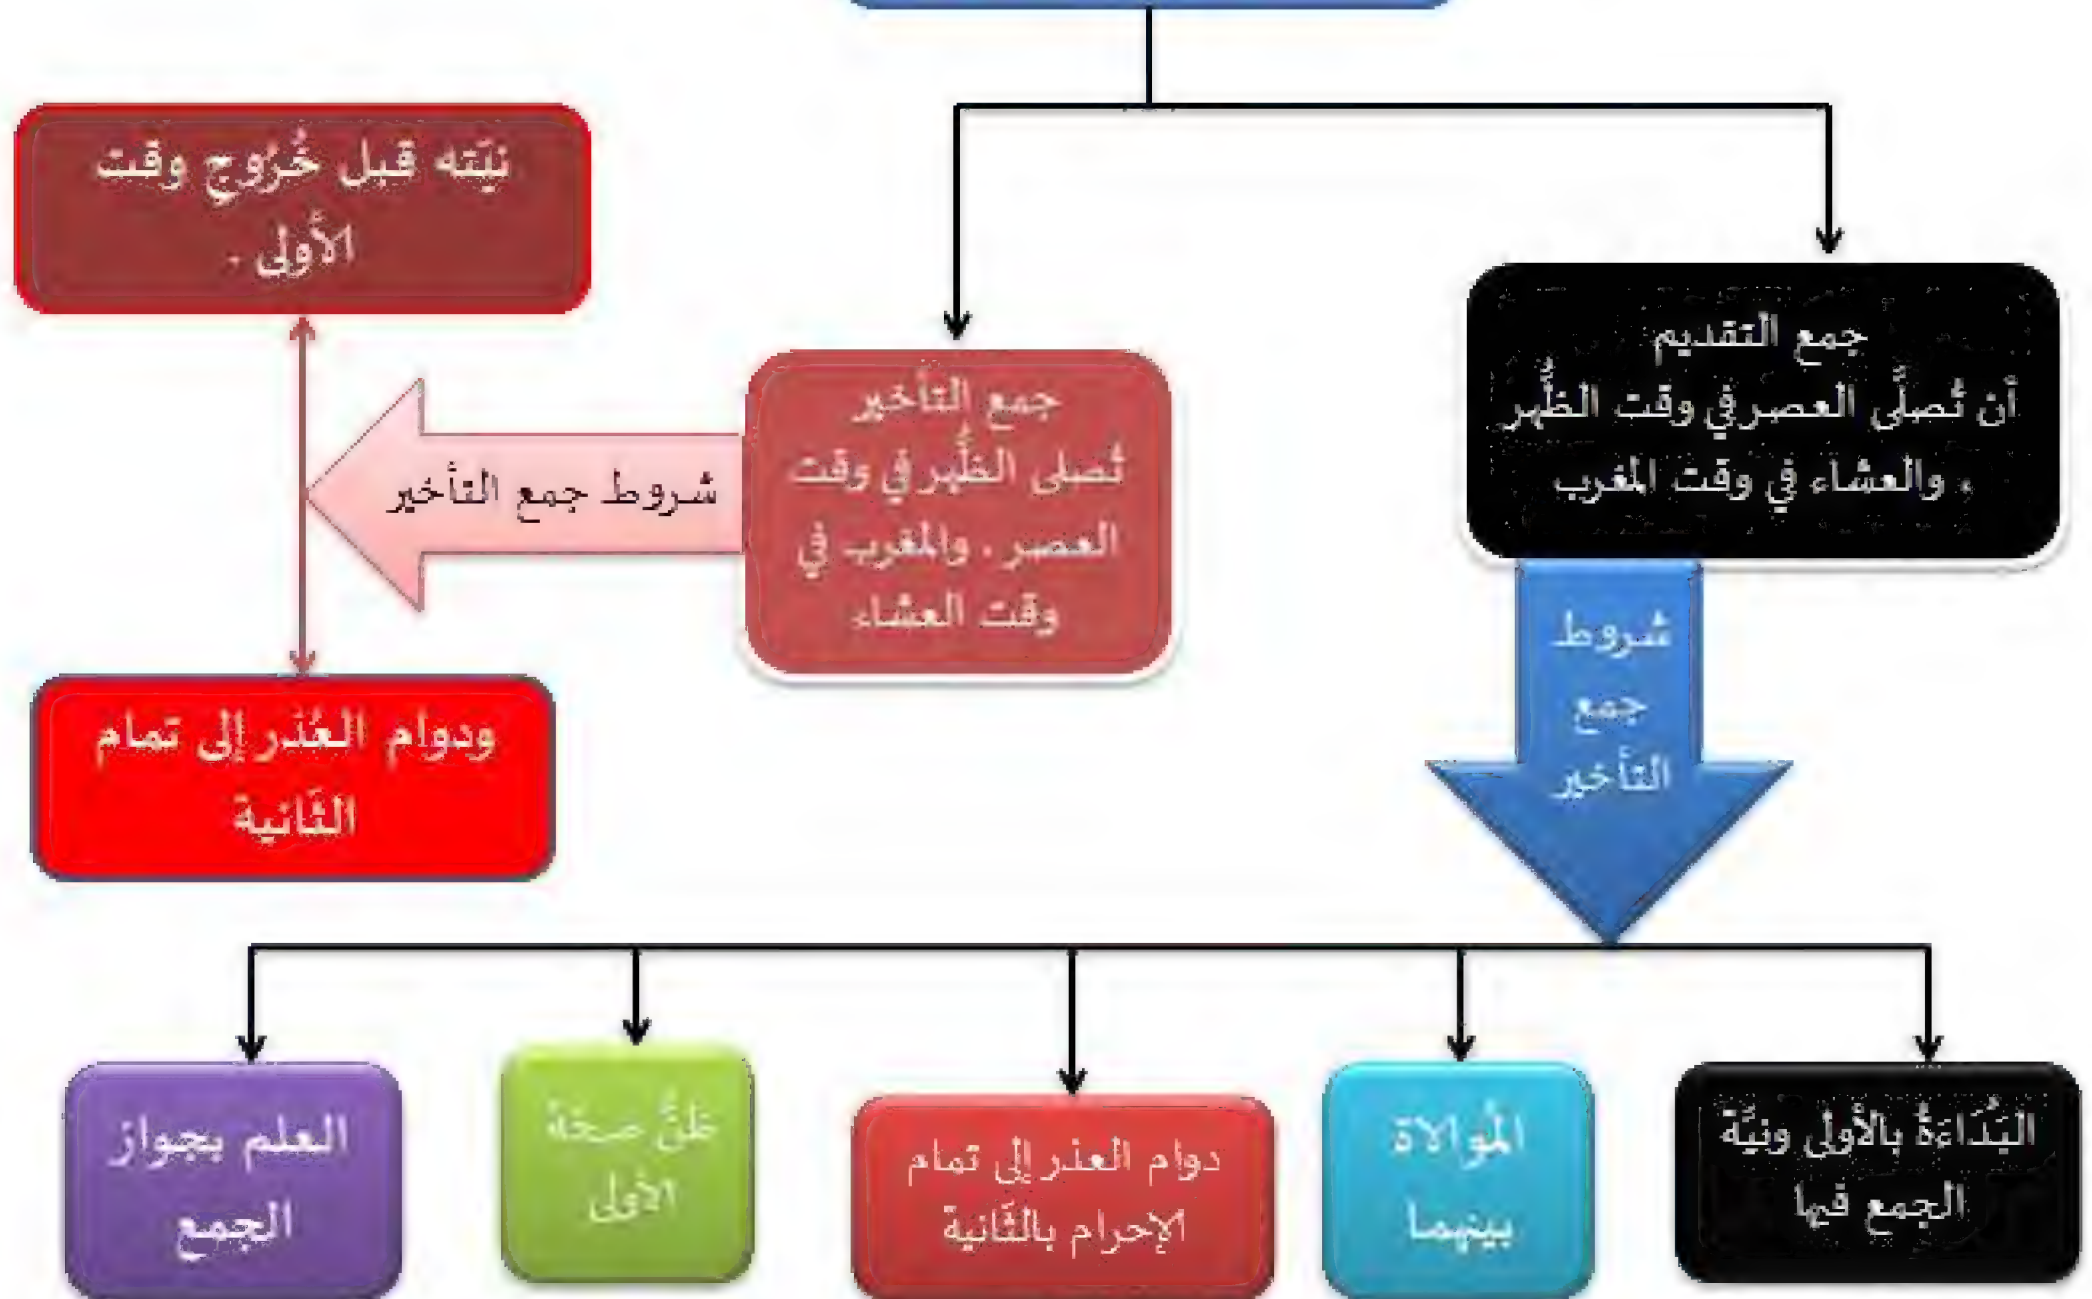 جمع التقديم
أن تُصلَّى العصر في وقت الظُّهر
، والعشاء في وقت المغرب
شروط
جمع
التأخير
البُدَاءَةُ بالأولى ونيَّة
الجمع فيها
المُوالاة
بينهما
دوام العذر إلى تمام
الإحرام بالثَّانية
ظنُّ صحّة
الأولى
العلم بجواز
الجمع
جمع التأخير
تُصلى الظُّهر في وقت
العصر ، والمغرب في
وقت العشاء
شروط جمع التأخير
نيّته قبل خُرُوج وقت
الأولى .
ودوام العُذر إلى تمام
الثَّانية